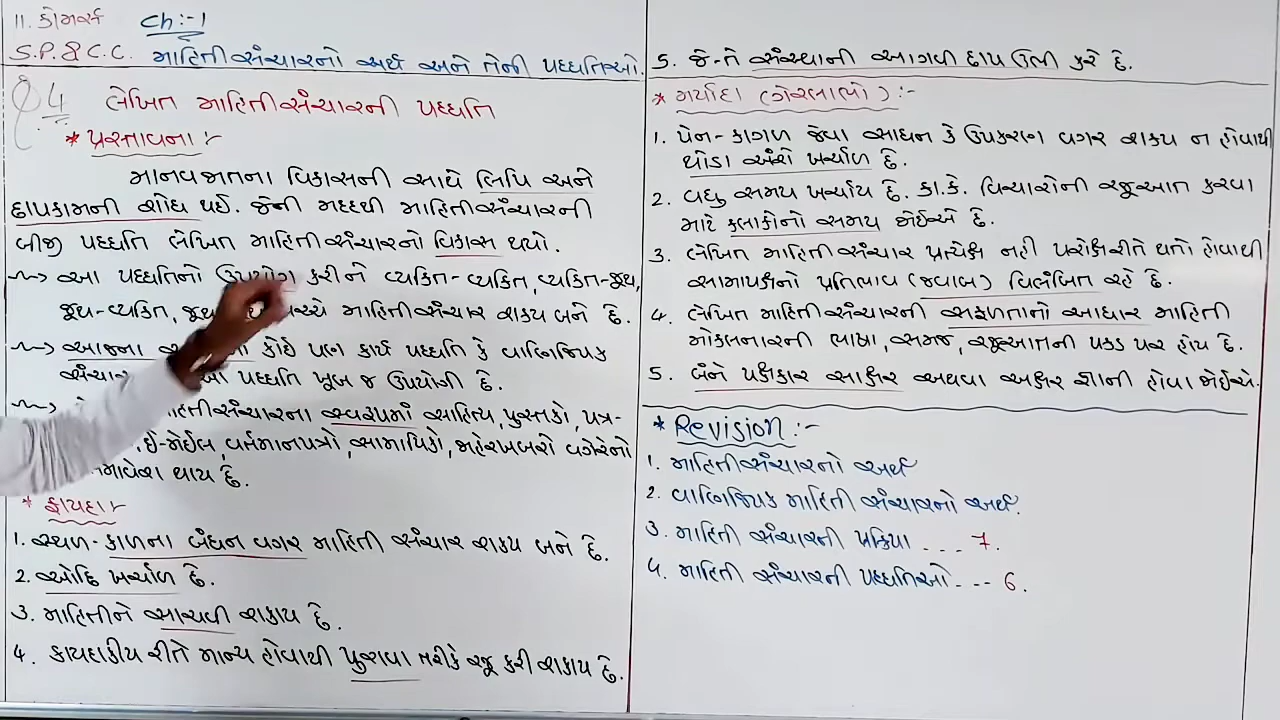 11. કોમર્સ Ch:-1
S.P.&C.C. માહિતીસંચારનો અર્થ અને તેની પદ્ધતિઓ.
4 લેખિત માહિતીસંચારની પદ્ધતિ
* પ્રસ્તાવના:-
માનવજાતના વિકાસની સાથે લિપિ અને
છાપકામની શોધ થઈ. જેની મદદથી માહિતીસંચારની
બીજી પદ્ધતિ લેખિત માહિતીસંચારનો વિકાસ થયો.
આ પદ્ધતિનો ઉપયોગ કરીને વ્યકિત-વ્યકિત, વ્યકિત-જૂથ,
જૂથ-વ્યકિત, વચ્ચે માહિતીસંચાર શકય બને છે.
આજના કોઈ પણ કાર્ય પદ્ધતિ કે વાણિજ્યિક
સંચાર આ પદ્ધતિ ખૂબ જ ઉપયોગી છે.
માહિતીસંચારના સ્વરૂપમાં સાહિત્ય, પુસ્તકો, પત્ર-
ઈ-મેઈલ, વર્તમાનપત્રો, સામાયિકો, જાહેરખબરો વગેરેનો
સમાવેશ થાય છે.
* ફાયદા:-
1. સ્થળ-કાળના બંધન વગર માહિતી સંચાર શકય બને છે.
2. ઓછિ ખર્ચાળ છે.
3. માહિતીને સાચવી શકાય છે.
4. કાયદાકીય રીતે માન્ય હોવાથી પુરાવા તરીકે રજૂ કરી શકાય છે.
5. જે-તે સંસ્થાની આગવી છાપ ઉભી કરે છે.
* મર્યાદા (ગેરલાભો):-
1. પેન-કાગળ જેવા સાધન કે ઉપકરણ વગર શકય ન હોવાથી
થોડા અંશે ખર્ચાળ છે.
2. વધુ સમય ખર્ચાય છે. કા.કે. વિચારોની રજૂઆત કરવા
માટે કલાકોનો સમય જોઈએ છે.
3. લેખિત માહિતીસંચાર પ્રત્યેક્ષ નહી પરોક્ષરીતે થતો હોવાથી
સામાપક્ષનો પ્રતિભાવ (જવાબ) વિલંબિત રહે છે.
4. લેખિત માહિતીસંચારની સફળતાનો આધાર માહિતી
મોકલનારની ભાષા, સમજ, રજૂઆતની પકડ પર હોય છે.
5. બંને પક્ષકાર સાક્ષર અથવા અક્ષર જ્ઞાની હોવા જોઈએ.
* Revision:-
1. માહિતીસંચારનો અર્થ
2. વાણિજ્યિક માહિતી સંચારનો અર્થ.
3. માહિતી સંચારની પ્રક્રિયા ... 7.
4. માહિતી સંચારની પદ્ધતિઓ --- 6.